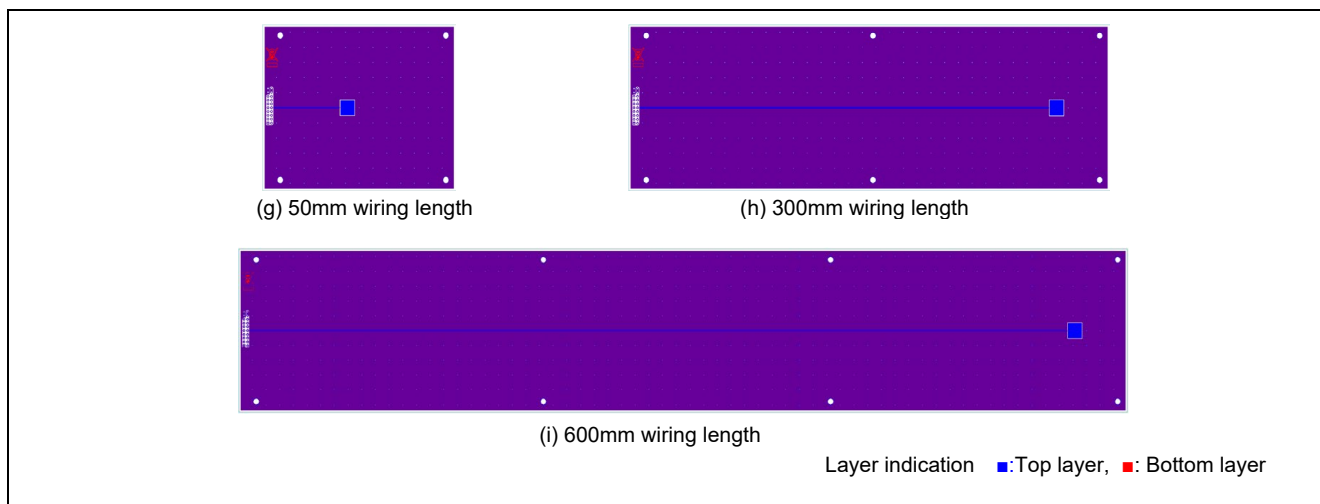 (g) 50mm wiring length
(h) 300mm wiring length
(i) 600mm wiring length
Layer indication ■:Top layer, ■: Bottom layer